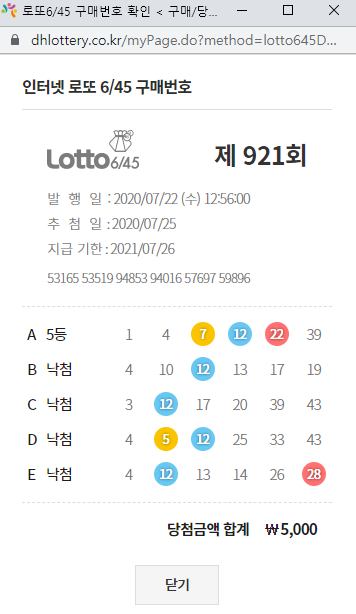 로또6/45 구매번호 확인 < 구매/당...
dhlottery.co.kr/myPage.do?method=lotto645D...
인터넷 로또 6/45 구매번호
Lotto6/45
제 921회
발 행 일 : 2020/07/22 (수) 12:56:00
추 첨 일 : 2020/07/25
지급 기한 : 2021/07/26
53165 53519 94853 94016 57697 59896
A 5등 1 4 7 12 22 39
B 낙첨 4 10 12 13 17 19
C 낙첨 3 12 17 20 39 43
D 낙첨 4 5 12 25 33 43
E 낙첨 4 12 13 14 26 28
당첨금액 합계 ₩5,000
닫기